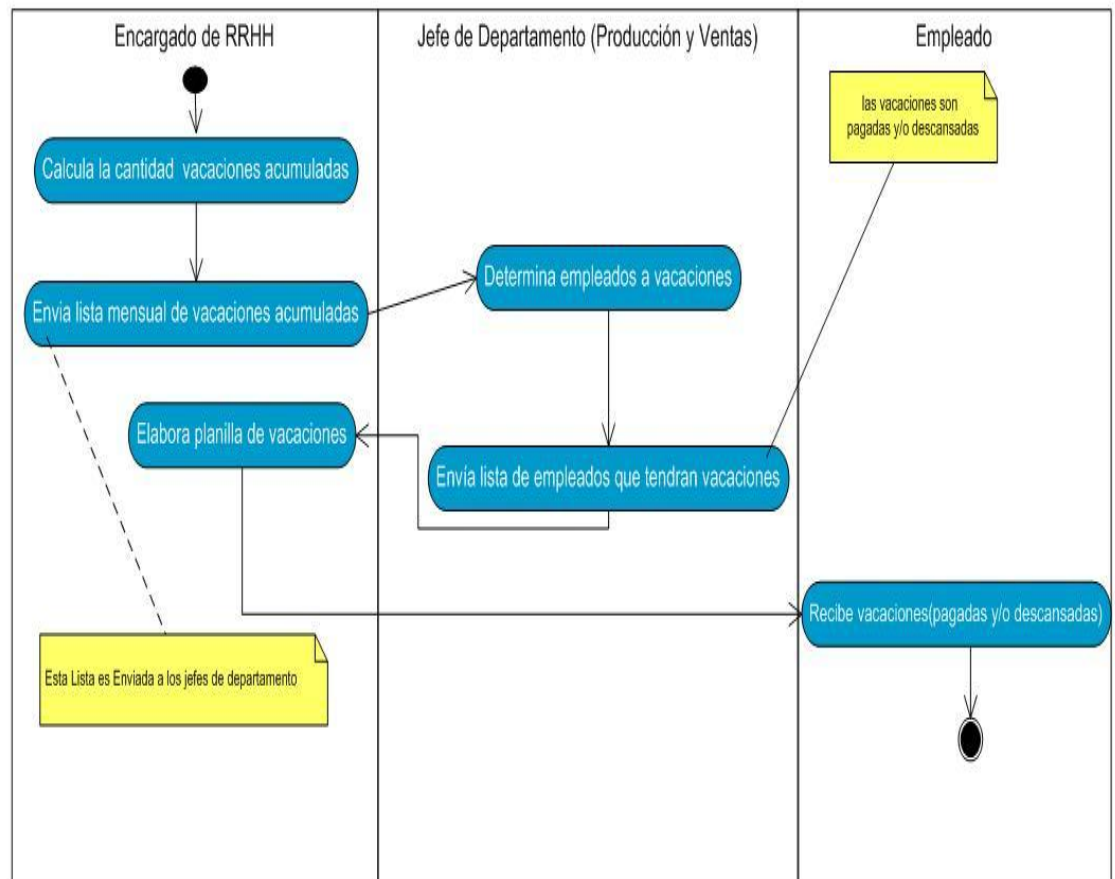 Encargado de RRHH
Jefe de Departamento (Producción y Ventas)
Empleado
las vacaciones son
pagadas y/o descansadas
Calcula la cantidad vacaciones acumuladas
Determina empleados a vacaciones
Envia lista mensual de vacaciones acumuladas
Elabora planilla de vacaciones
Envía lista de empleados que tendran vacaciones
Recibe vacaciones(pagadas y/o descansadas)
Esta Lista es Enviada a los jefes de departamento